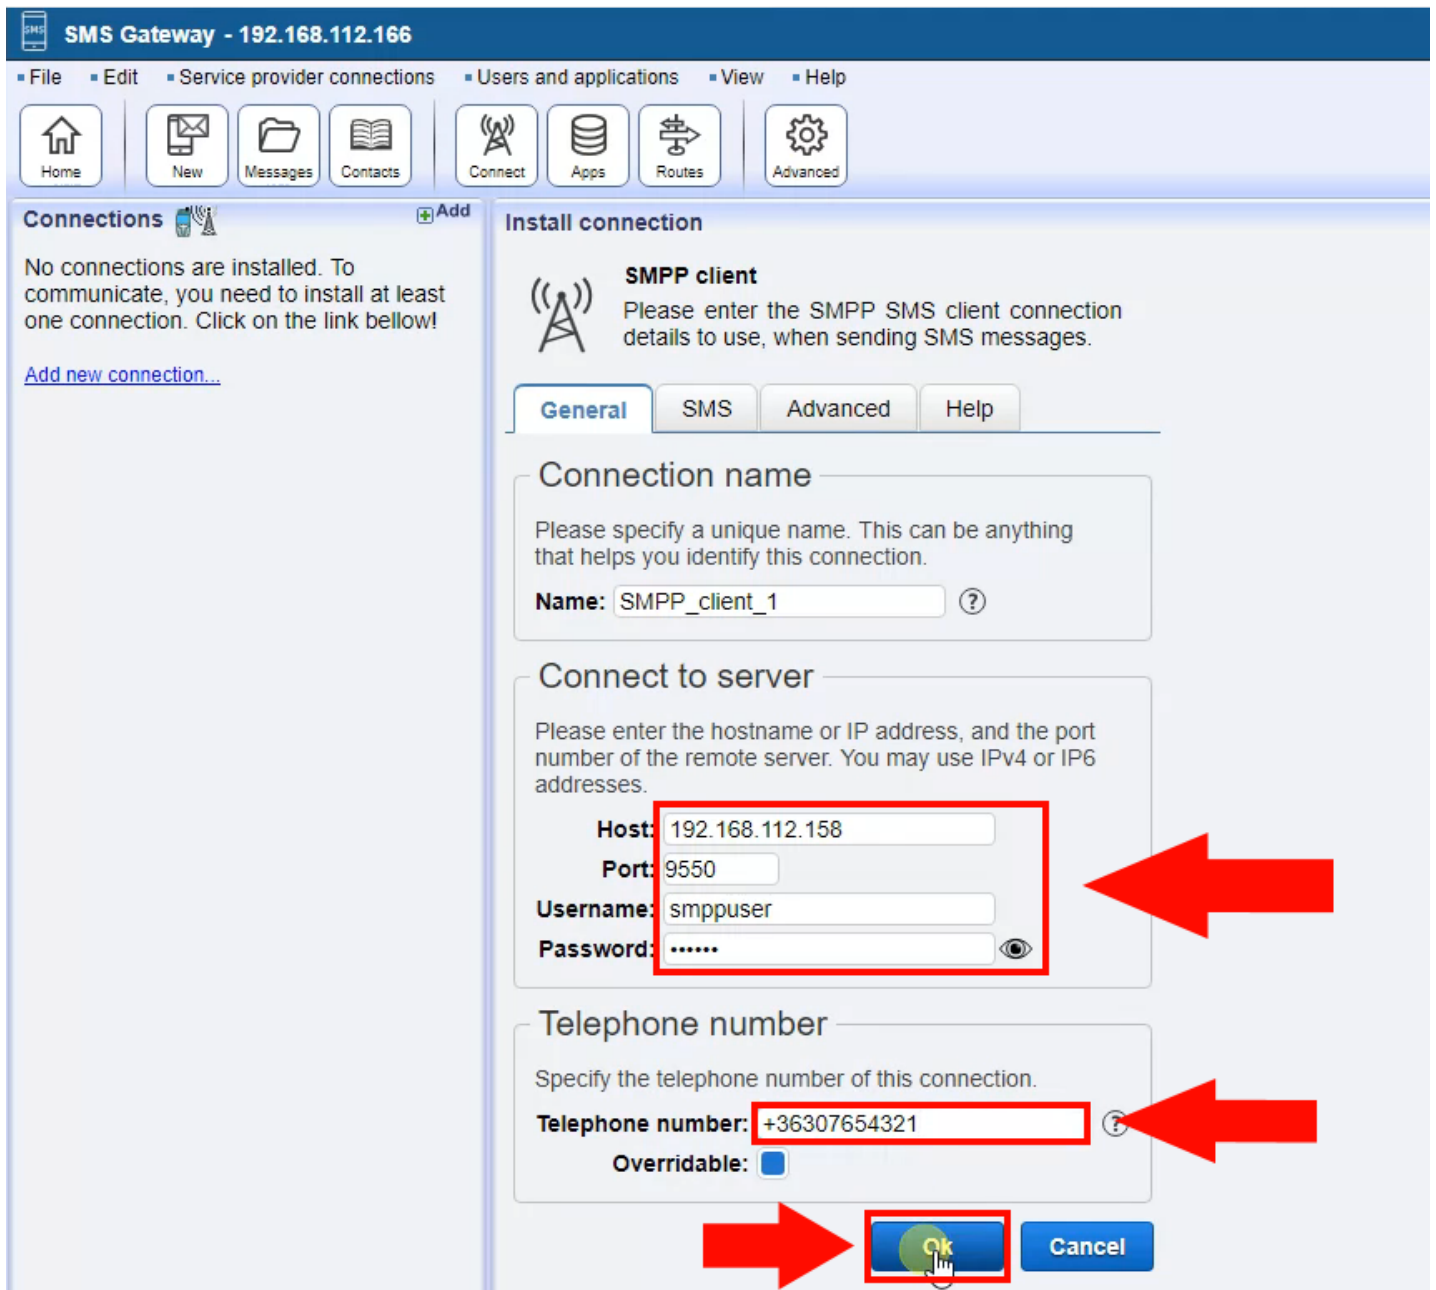 SMS
SMS Gateway - 192.168.112.166
File Edit Service provider connections Users and applications View Help
Home New Messages Contacts Connect Apps Routes Advanced
Connections Add
No connections are installed. To
communicate, you need to install at least
one connection. Click on the link bellow!
Add new connection...
Install connection
SMPP client
Please enter the SMPP SMS client connection
details to use, when sending SMS messages.
General SMS Advanced Help
Connection name
Please specify a unique name. This can be anything
that helps you identify this connection.
Name: SMPP_client_1 ?
Connect to server
Please enter the hostname or IP address, and the port
number of the remote server. You may use IPv4 or IP6
addresses.
Host: 192.168.112.158
Port: 9550
Username: smppuser
Password: ••••••
Telephone number
Specify the telephone number of this connection.
Telephone number: +36307654321 ?
Overridable:
Ok Cancel